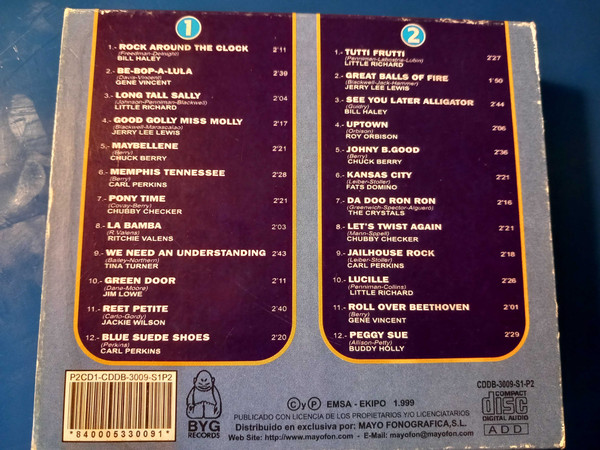 1
1.- ROCK AROUND THE CLOCK 2'11
(Freedman-Delnight)
BILL HALEY
2.- BE-BOP-A-LULA 2'39
(Davis-Vincent)
GENE VINCENT
3.- LONG TALL SALLY 2'04
(Johnson-Penniman-Blackwell)
LITTLE RICHARD
4.- GOOD GOLLY MISS MOLLY 2'17
(Blackwell-Marascalao)
JERRY LEE LEWIS
5.- MAYBELLENE 2'21
(Berry)
CHUCK BERRY
6.- MEMPHIS TENNESSEE 2'28
(Berry)
CARL PERKINS
7.- PONY TIME 2'21
(Covay-Berry)
CHUBBY CHECKER
8.- LA BAMBA 2'03
(R.Valens)
RITCHIE VALENS
9.- WE NEED AN UNDERSTANDING 2'43
(Bailey-Northern)
TINA TURNER
10.- GREEN DOOR 2'11
(Dane-Moore)
JIM LOWE
11.- REET PETITE 2'40
(Carlo-Gordy)
JACKIE WILSON
12.- BLUE SUEDE SHOES 2'20
(Perkins)
CARL PERKINS
2
1.- TUTTI FRUTTI 2'27
(Penniman-Labostrie-Lubin)
LITTLE RICHARD
2.- GREAT BALLS OF FIRE 1'50
(Blackwell-Jack-Hammer)
JERRY LEE LEWIS
3.- SEE YOU LATER ALLIGATOR 2'44
(Guidry)
BILL HALEY
4.- UPTOWN 2'06
(Orbison)
ROY ORBISON
5.- JOHNY B.GOOD 2'36
(Berry)
CHUCK BERRY
6.- KANSAS CITY 2'21
(Leiber-Stoller)
FATS DOMINO
7.- DA DOO RON RON 2'16
(Greenwich-Spector-Alguero)
THE CRYSTALS
8.- LET'S TWIST AGAIN 2'21
(Mann-Sppell)
CHUBBY CHECKER
9.- JAILHOUSE ROCK 2'18
(Leiber-Stoller)
CARL PERKINS
10.- LUCILLE 2'26
(Penniman-Collins)
LITTLE RICHARD
11.- ROLL OVER BEETHOVEN 2'01
(Berry)
GENE VINCENT
12.- PEGGY SUE 2'29
(Allison-Petty)
BUDDY HOLLY
P2CD1-CDDB-3009-S1P2
*840005330091*
BYG
RECORDS
C y P EMSA - EKIPO 1.999
PUBLICADO CON LICENCIA DE LOS PROPIETARIOS Y/O LICENCIATARIOS
Distribuido en exclusiva por: MAYO FONOGRAFICA,S.L.
Web Site: http://www.mayofon.com - E-Mail: mayofon@mayofon.com
CDDB-3009-S1-P2
COMPACT
disc
DIGITAL AUDIO
ADD